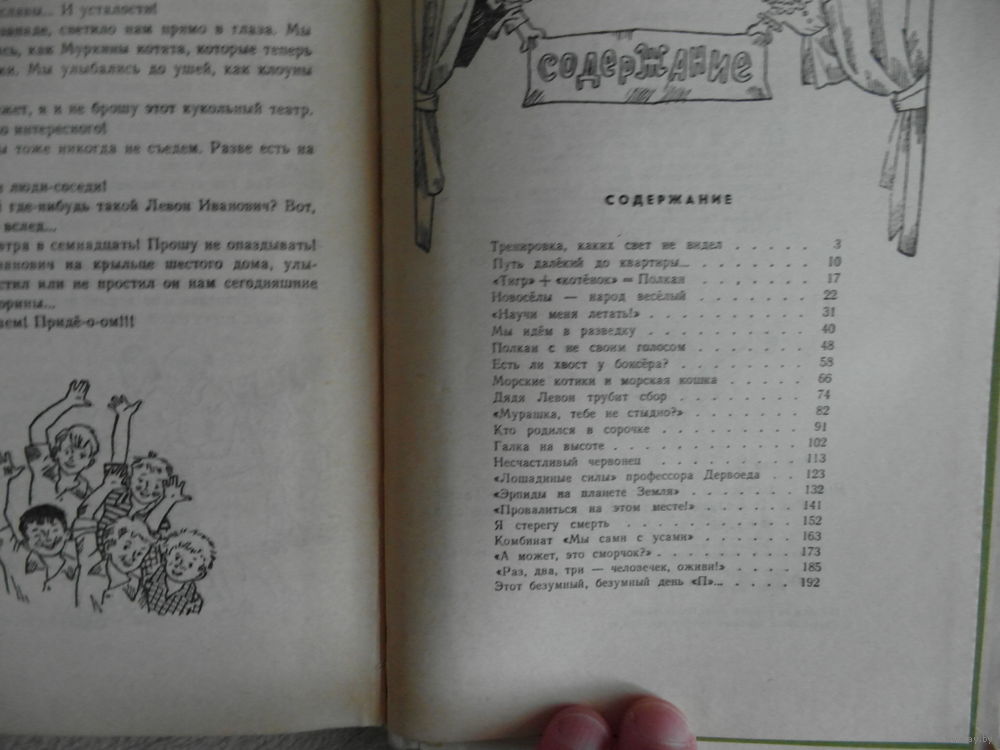 славы... И усталости!
светило нам прямо в глаза. Мы
как Муркины котята, которые теперь
Мы улыбались до ушей, как клоуны
я и не брошу этот кукольный театр.
интересного!
тоже никогда не съедем. Разве есть на
люди-соседи!
где-нибудь такой Левон Иванович? Вот,
вслед...
в семнадцать! Прошу не опаздывать!
на крыльце шестого дома, улы-
или не простил он нам сегодняшние
Придё-о-ом!!!
СОДЕРЖАНИЕ
СОДЕРЖАНИЕ
Тренировка, каких свет не видел . . . . . 3
Путь далёкий до квартиры... . . . . . . . 10
«Тигр» + «котёнок» = Полкан . . . . . . . 17
Новосёлы — народ весёлый . . . . . . . 22
«Научи меня летать!» . . . . . . . . . 31
Мы идём в разведку . . . . . . . . . 40
Полкан с не своим голосом . . . . . . . 48
Есть ли хвост у боксёра? . . . . . . . . 58
Морские котики и морская кошка . . . . . 66
Дядя Левон трубит сбор . . . . . . . . 74
«Мурашка, тебе не стыдно?» . . . . . . . 82
Кто родился в сорочке . . . . . . . . . 91
Галка на высоте . . . . . . . . . . . 102
Несчастливый червонец . . . . . . . . . 113
«Лошадиные силы» профессора Дервоеда . . 123
«Эрпиды на планете Земля» . . . . . . . 132
«Провалиться на этом месте!» . . . . . . 141
Я стерегу смерть . . . . . . . . . . . 152
Комбинат «Мы сами с усами» . . . . . . 163
«А может, это сморчок?» . . . . . . . . 173
«Раз, два, три — человечек, оживи!» . . . . 185
Этот безумный, безумный день «П»... . . . . 192